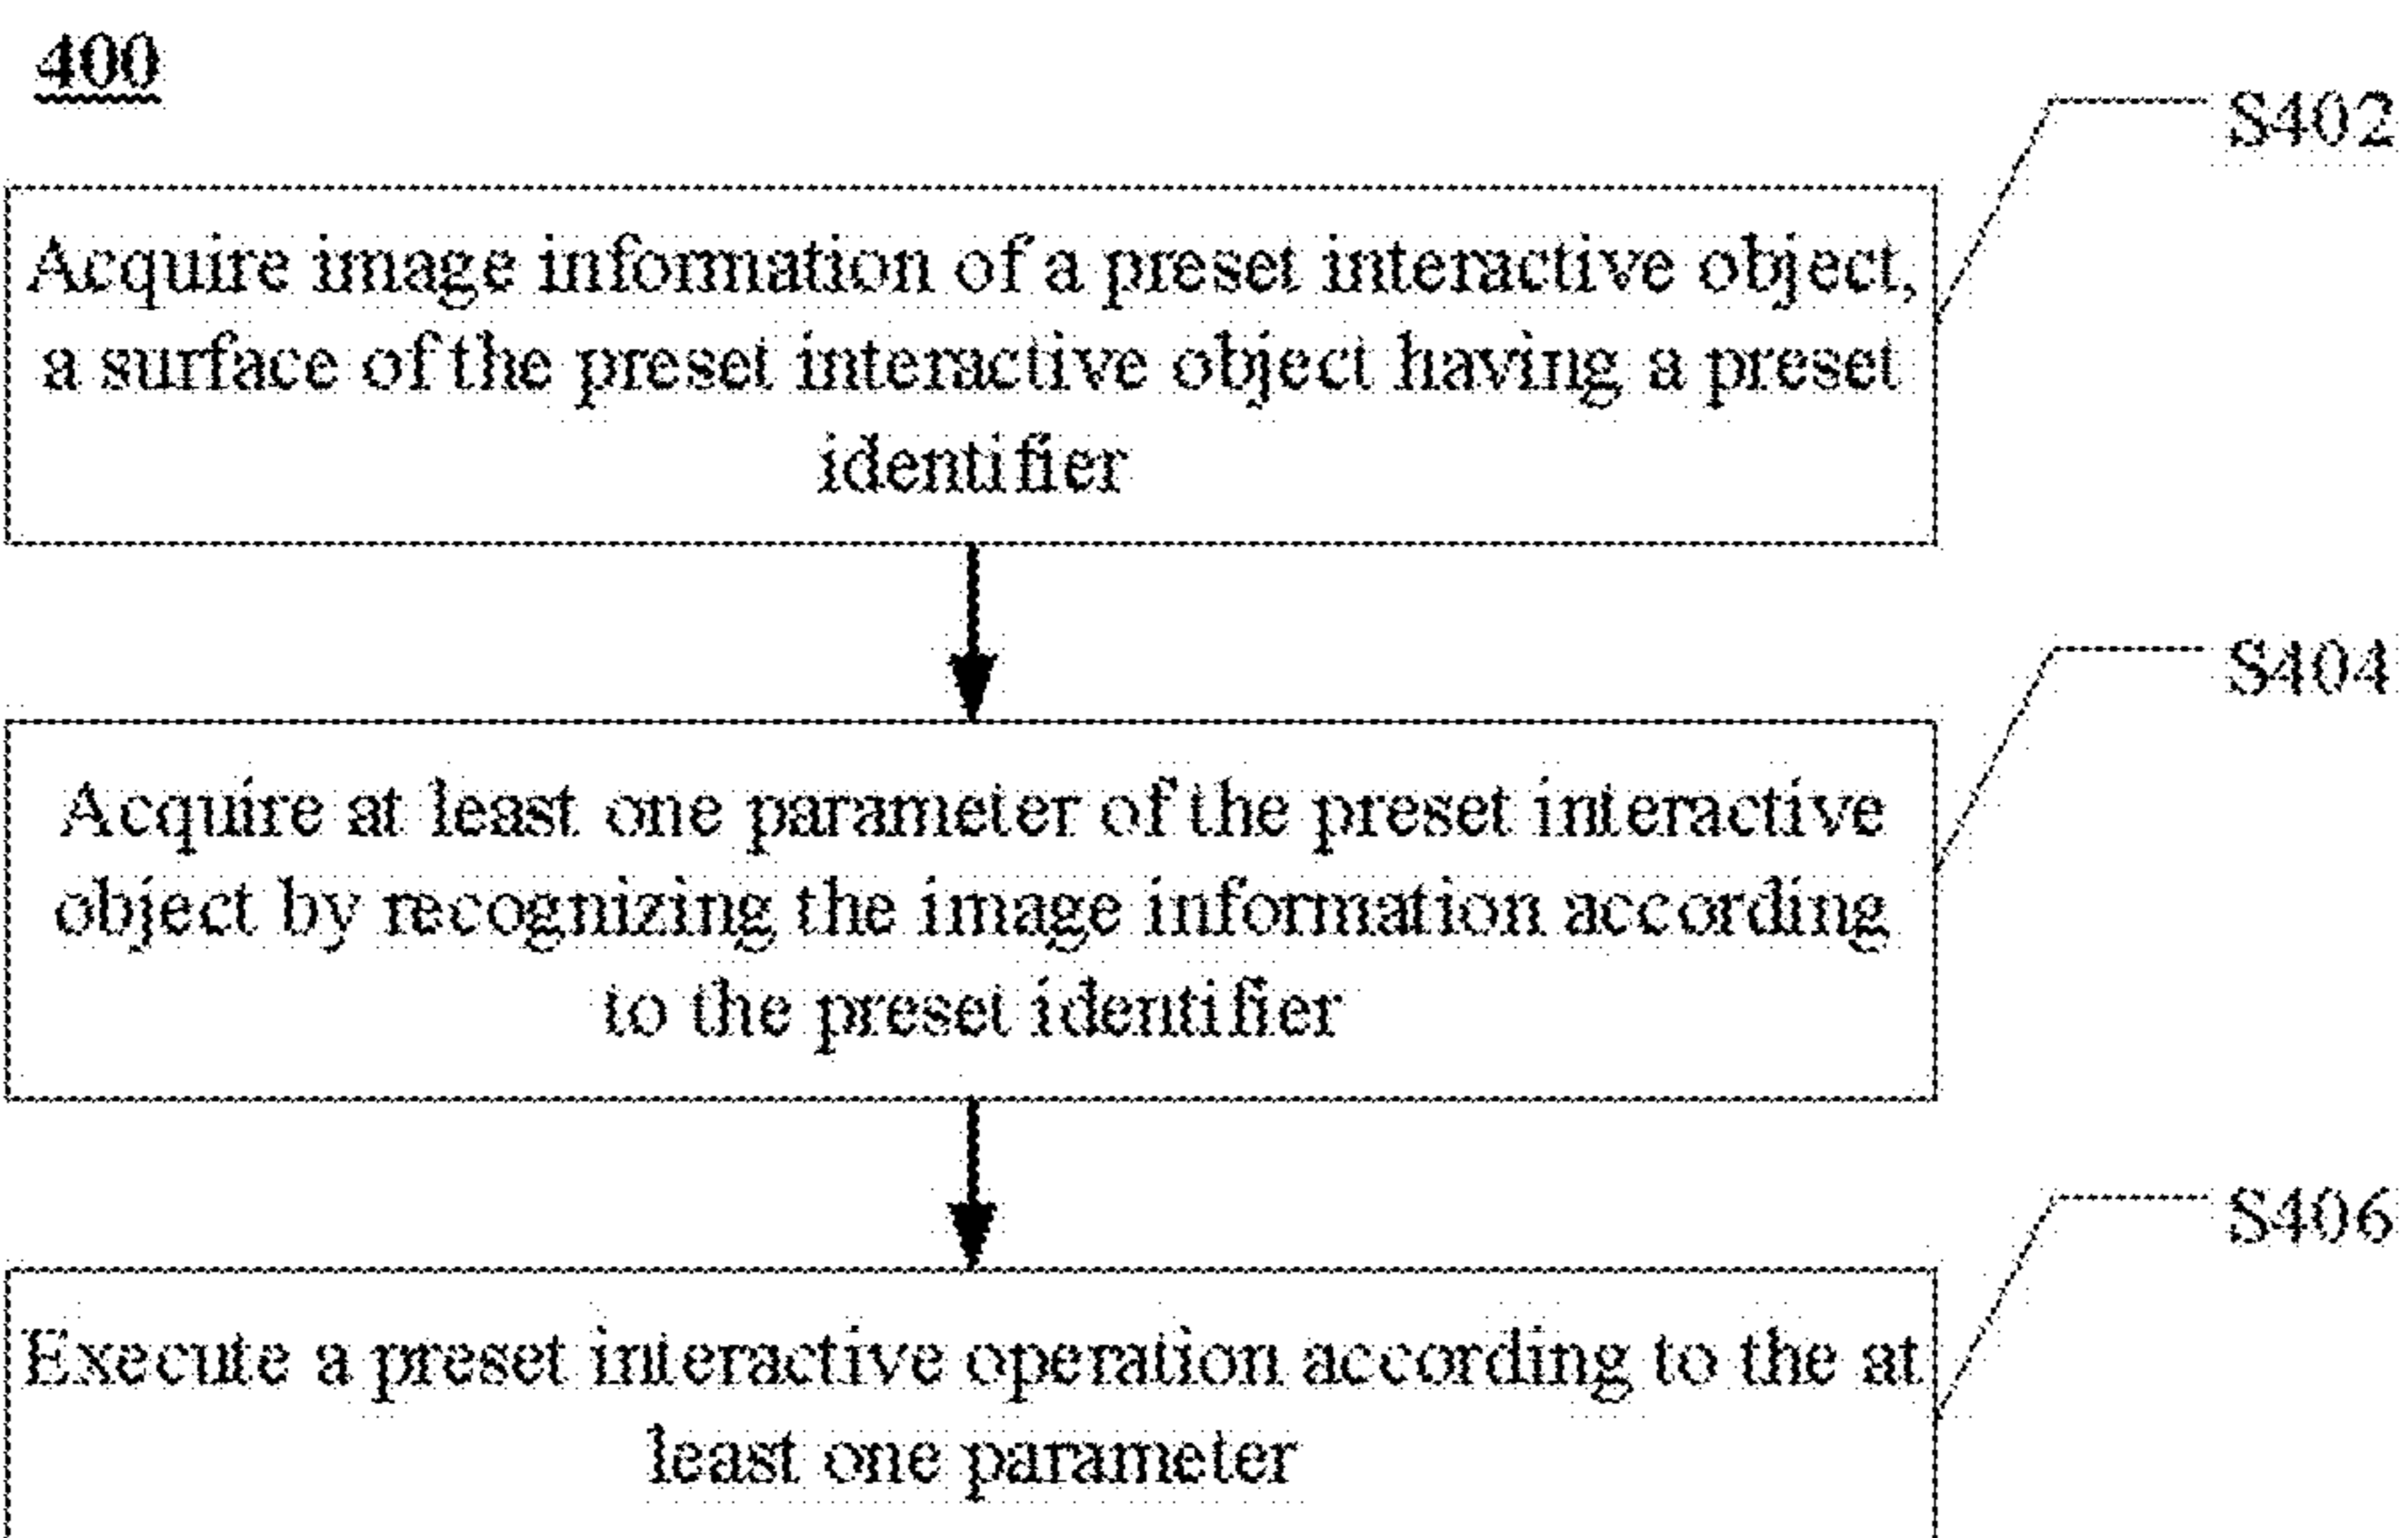 400
S402
Acquire image information of a preset interactive object,
a surface of the preset interactive object having a preset
identifier
S404
Acquire at least one parameter of the preset interactive
object by recognizing the image information according
to the preset identifier
S406
Execute a preset interactive operation according to the at
least one parameter